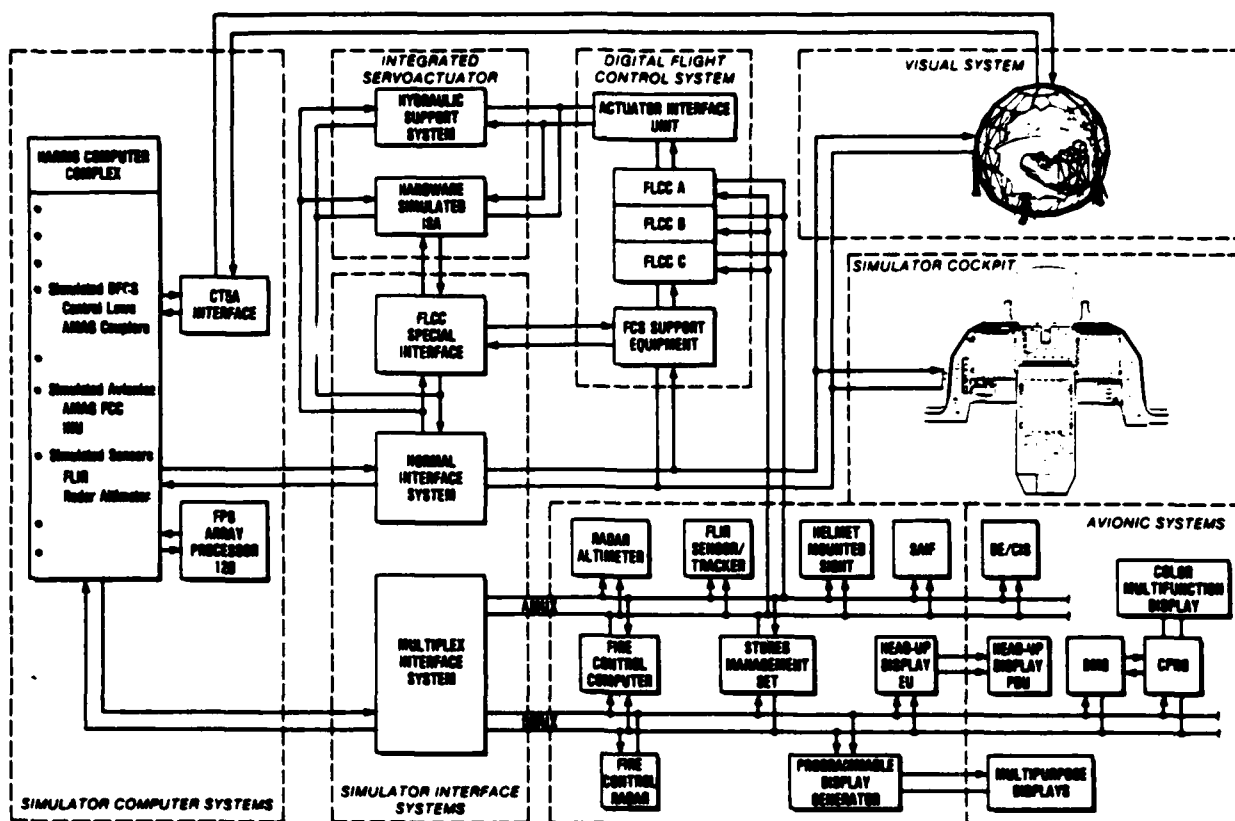 INTEGRATED
SERVOACTUATOR
HYDRAULIC
SUPPORT
SYSTEM
HARDWARE
SIMULATED
ISA
DIGITAL FLIGHT
CONTROL SYSTEM
ACTUATOR INTERFACE
UNIT
FLCC A
FLCC B
FLCC C
FCS SUPPORT
EQUIPMENT
VISUAL SYSTEM
SIMULATOR COCKPIT
HARRIS COMPUTER
COMPLEX
Simulated DFCS
Control Laws
AMAS Couplers
Simulated Avionics
AMAS FCC
INU
Simulated Sensors
FLIR
Radar Altimeter
CTSA
INTERFACE
FPS
ARRAY
PROCESSOR
120
SIMULATOR COMPUTER SYSTEMS
FLCC
SPECIAL
INTERFACE
NORMAL
INTERFACE
SYSTEM
MULTIPLEX
INTERFACE
SYSTEM
SIMULATOR INTERFACE
SYSTEMS
AVIONIC SYSTEMS
RADAR
ALTIMETER
FLIR
SENSOR/
TRACKER
HELMET
MOUNTED
SIGHT
SAIF
BE/CIS
COLOR
MULTIFUNCTION
DISPLAY
AMUX
FIRE
CONTROL
COMPUTER
STORES
MANAGEMENT
SET
HEAD-UP
DISPLAY
EU
HEAD-UP
DISPLAY
PDU
DMG
CPRG
FIRE
CONTROL
RADAR
PROGRAMMABLE
DISPLAY
GENERATOR
MULTIPURPOSE
DISPLAYS